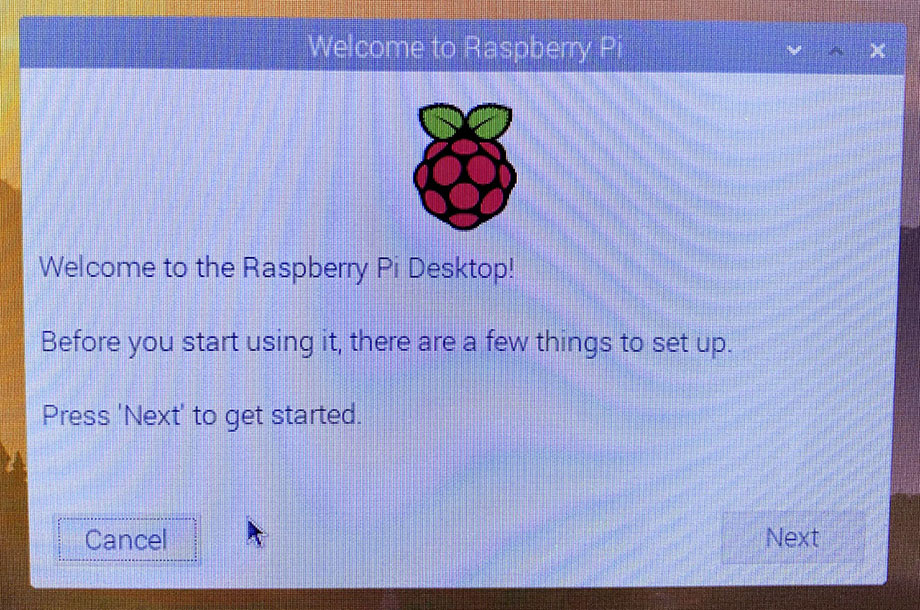 Welcome to Raspberry Pi
Welcome to the Raspberry Pi Desktop!
Before you start using it, there are a few things to set up.
Press 'Next' to get started.
Cancel
Next